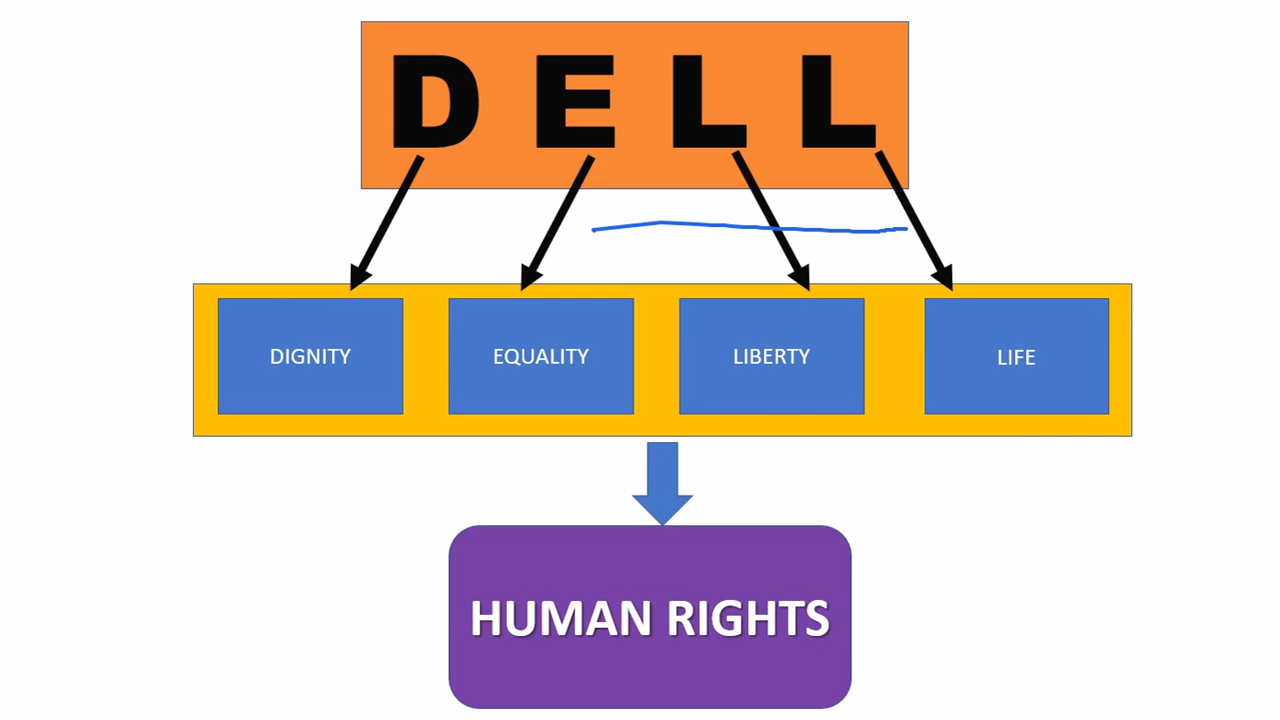 D E L L
DIGNITY EQUALITY LIBERTY LIFE
HUMAN RIGHTS